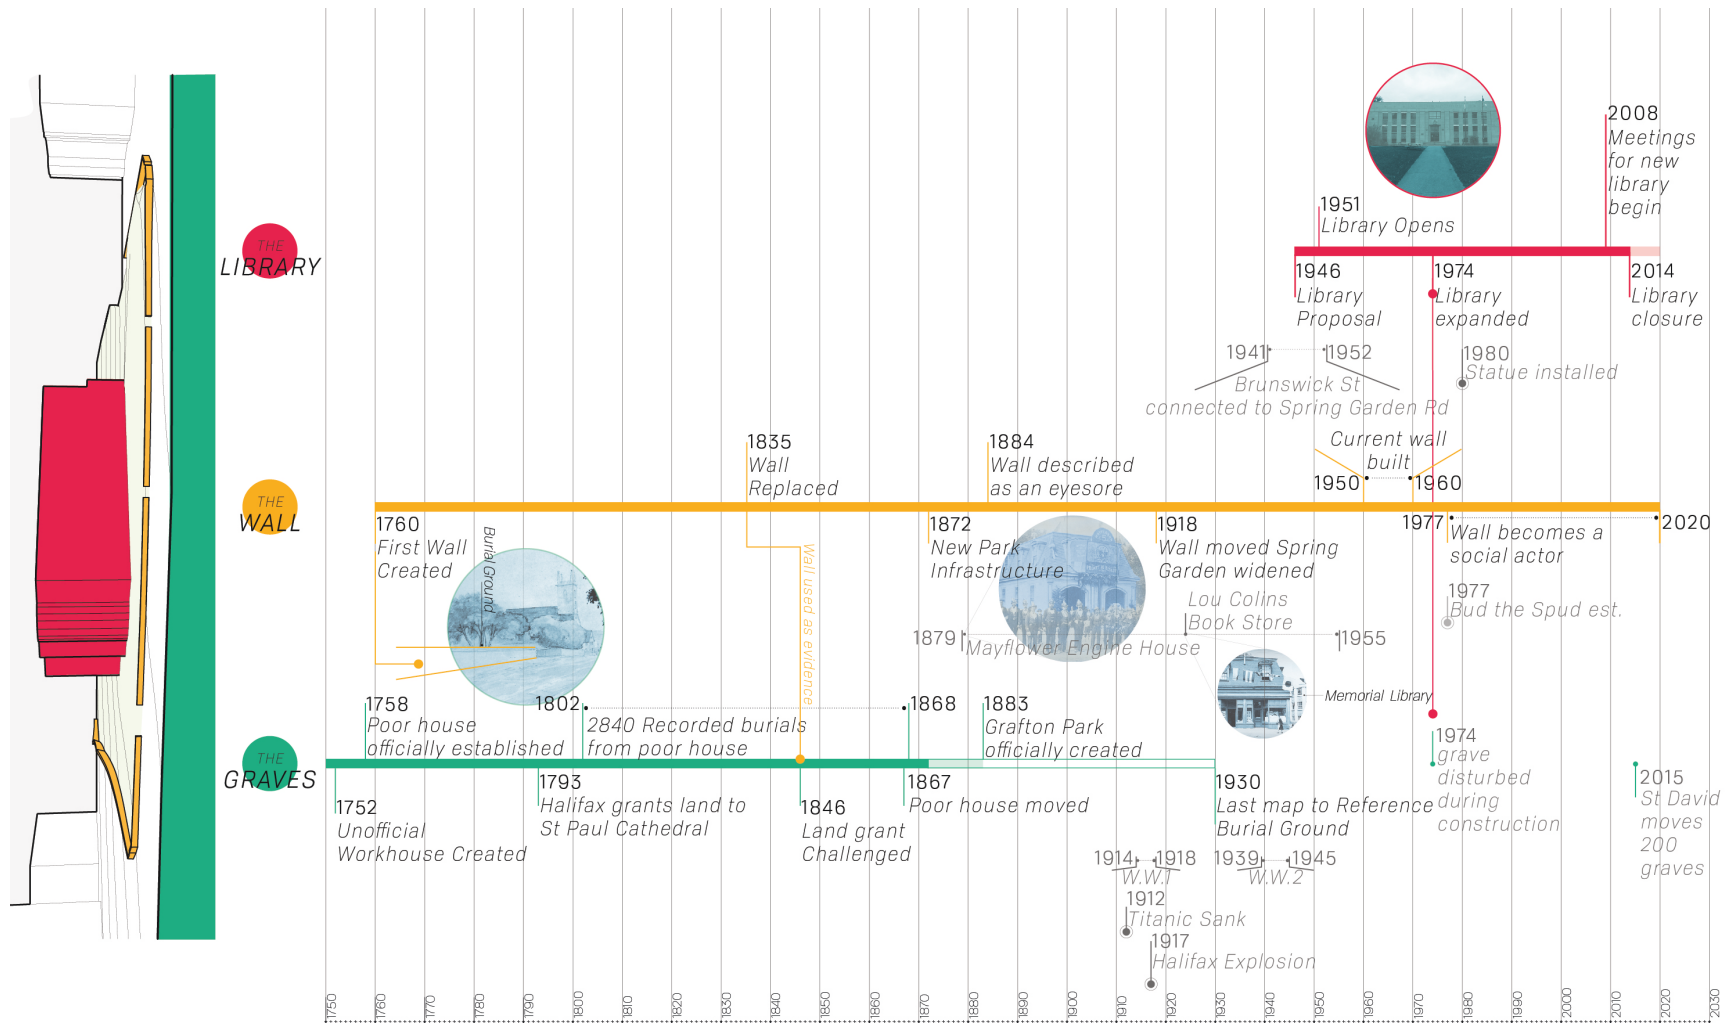 2008
Meetings
for new
library
begin
1951
Library Opens
THE
LIBRARY
1946
Library
Proposal
1974
Library
expanded
2014
Library
closure
1941
1952
Brunswick St
connected to Spring Garden Rd
1980
Statue installed
Current wall
built
1950
1960
1835
Wall
Replaced
1884
Wall described
as an eyesore
THE
WALL
1760
First Wall
Created
Burial Ground
Wall used as evidence
1872
New Park
Infrastructure
1918
Wall moved Spring
Garden widened
1977
Wall becomes a
social actor
2020
1977
Bud the Spud est.
Lou Colins
Book Store
1879
Mayflower Engine House
1955
Memorial Library
1758
Poor house
officially established
1802
2840 Recorded burials
from poor house
1868
1883
Grafton Park
officially created
THE
GRAVES
1752
Unofficial
Workhouse Created
1793
Halifax grants land to
St Paul Cathedral
1846
Land grant
Challenged
1867
Poor house moved
1930
Last map to Reference
Burial Ground
1974
grave
disturbed
during
construction
2015
St David
moves
200
graves
1914
1918
W.W.1
1939
1945
W.W.2
1912
Titanic Sank
1917
Halifax Explosion
1750
1760
1770
1780
1790
1800
1810
1820
1830
1840
1850
1860
1870
1880
1890
1900
1910
1920
1930
1940
1950
1960
1970
1980
1990
2000
2010
2020
2030